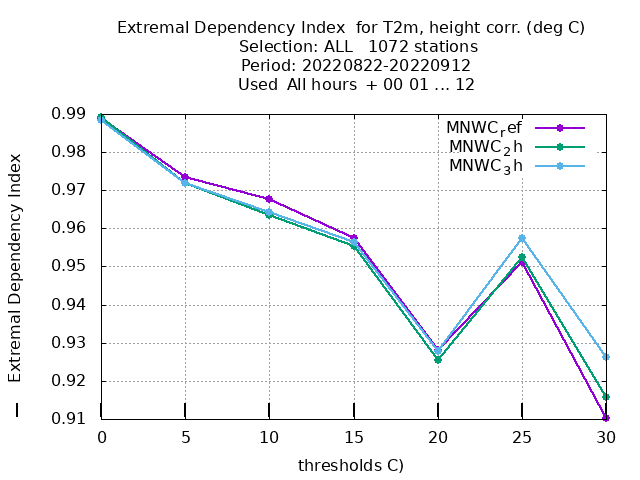 Extremal Dependency Index for T2m, height corr. (deg C)
Selection: ALL 1072 stations
Period: 20220822-20220912
Used All hours + 00 01 ... 12
Extremal Dependency Index
0.99
0.98
0.97
0.96
0.95
0.94
0.93
0.92
0.91
MNWC_ref
MNWC_2h
MNWC_3h
0 5 10 15 20 25 30
thresholds C)